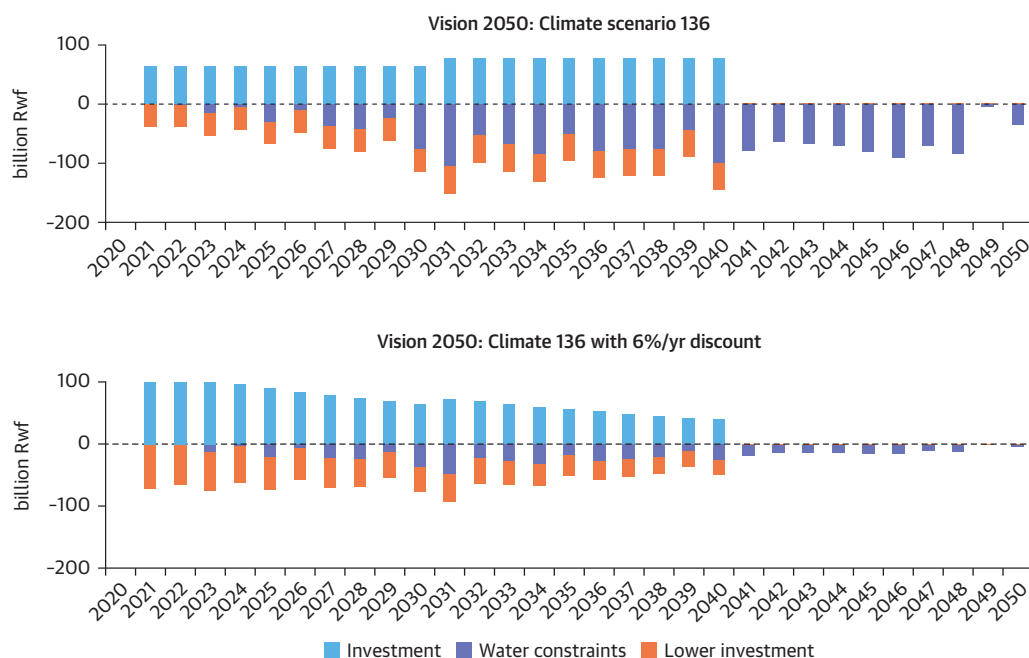 Vision 2050: Climate scenario 136
100
0
-100
-200
billion Rwf
2020 2021 2022 2023 2024 2025 2026 2027 2028 2029 2030 2031 2032 2033 2034 2035 2036 2037 2038 2039 2040 2041 2042 2043 2044 2045 2046 2047 2048 2049 2050
Vision 2050: Climate 136 with 6%/yr discount
100
0
-100
-200
billion Rwf
2020 2021 2022 2023 2024 2025 2026 2027 2028 2029 2030 2031 2032 2033 2034 2035 2036 2037 2038 2039 2040 2041 2042 2043 2044 2045 2046 2047 2048 2049 2050
Investment Water constraints Lower investment